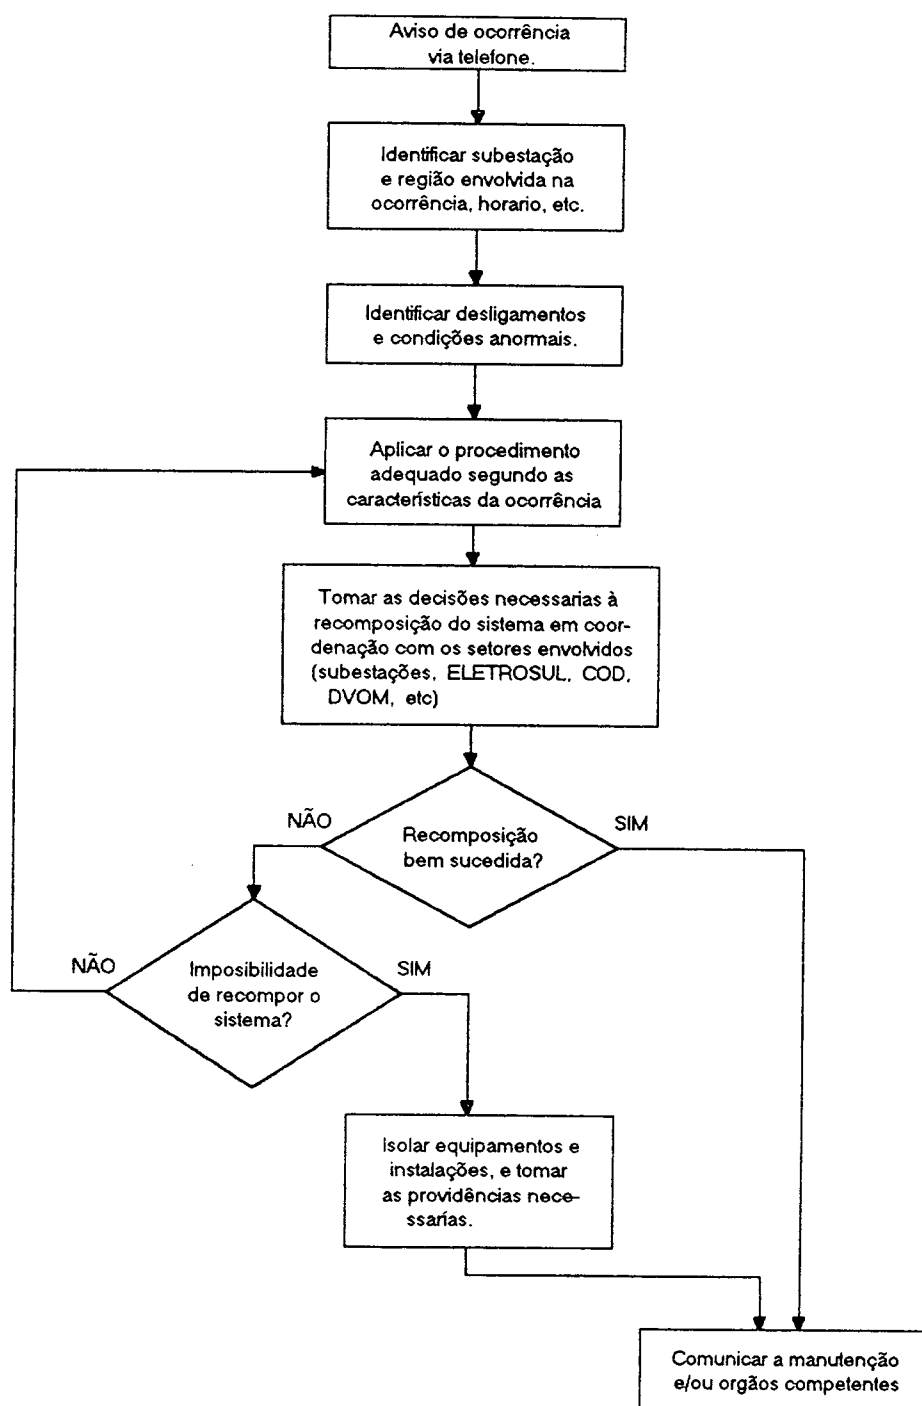 Aviso de ocorrência
via telefone.
Identificar subestação
e região envolvida na
ocorrência, horario, etc.
Identificar desligamentos
e condições anormais.
Aplicar o procedimento
adequado segundo as
características da ocorrência
Tomar as decisões necessarias à
recomposição do sistema em coor-
denação com os setores envolvidos
(subestações, ELETROSUL, COD,
DVOM, etc)
NÃO
SIM
Recomposição
bem sucedida?
NÃO
SIM
Imposibilidade
de recompor o
sistema?
Isolar equipamentos e
instalações, e tomar
as providências nece-
ssarías.
Comunicar a manutenção
e/ou orgãos competentes